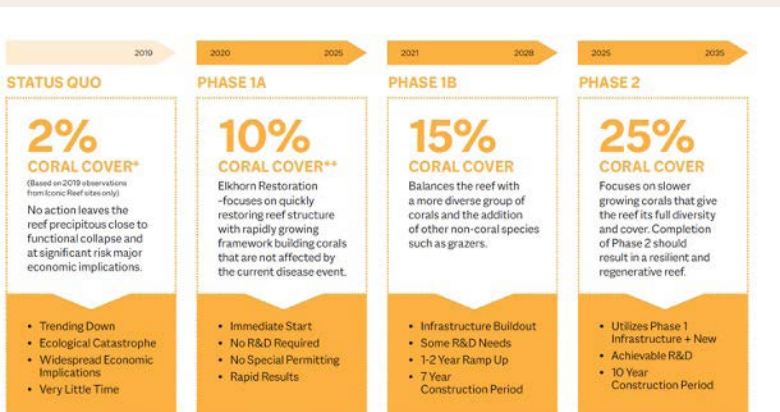 2019
STATUS QUO
2%
CORAL COVER*
(Based on 2019 observations
from Iconic Reef sites only)
No action leaves the
reef precipitous close to
functional collapse and
at significant risk major
economic implications.
• Trending Down
• Ecological Catastrophe
• Widespread Economic
Implications
• Very Little Time
2020 2025
PHASE 1A
10%
CORAL COVER**
Elkhorn Restoration
-focuses on quickly
restoring reef structure
with rapidly growing
framework building corals
that are not affected by
the current disease event.
• Immediate Start
• No R&D Required
• No Special Permitting
• Rapid Results
2021 2028
PHASE 1B
15%
CORAL COVER
Balances the reef with
a more diverse group of
corals and the addition
of other non-coral species
such as grazers.
• Infrastructure Buildout
• Some R&D Needs
• 1-2 Year Ramp Up
• 7 Year
Construction Period
2025 2035
PHASE 2
25%
CORAL COVER
Focuses on slower
growing corals that give
the reef its full diversity
and cover. Completion
of Phase 2 should
result in a resilient and
regenerative reef.
• Utilizes Phase 1
Infrastructure + New
• Achievable R&D
• 10 Year
Construction Period